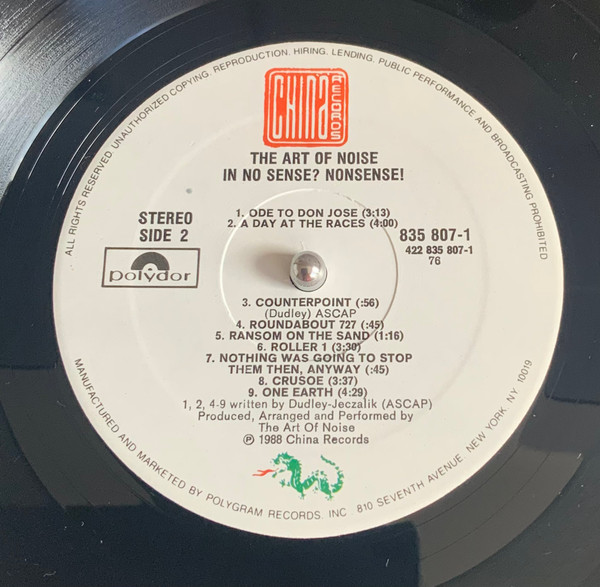 ALL RIGHTS RESERVED. UNAUTHORIZED COPYING, REPRODUCTION, HIRING, LENDING, PUBLIC PERFORMANCE AND BROADCASTING PROHIBITED
CHINA RECORDS
THE ART OF NOISE
IN NO SENSE? NONSENSE!
STEREO
SIDE 2
polydor
1. ODE TO DON JOSE (3:13)
2. A DAY AT THE RACES (4:00)
835 807-1
422 835 807-1
76
3. COUNTERPOINT (:56)
(Dudley) ASCAP
4. ROUNDABOUT 727 (:45)
5. RANSOM ON THE SAND (1:16)
6. ROLLER 1 (3:30)
7. NOTHING WAS GOING TO STOP
THEM THEN, ANYWAY (:45)
8. CRUSOE (3:37)
9. ONE EARTH (4:29)
1, 2, 4-9 written by Dudley-Jeczalik (ASCAP)
Produced, Arranged and Performed by
The Art Of Noise
℗ 1988 China Records
MANUFACTURED AND MARKETED BY POLYGRAM RECORDS, INC. 810 SEVENTH AVENUE, NEW YORK, N.Y. 10019